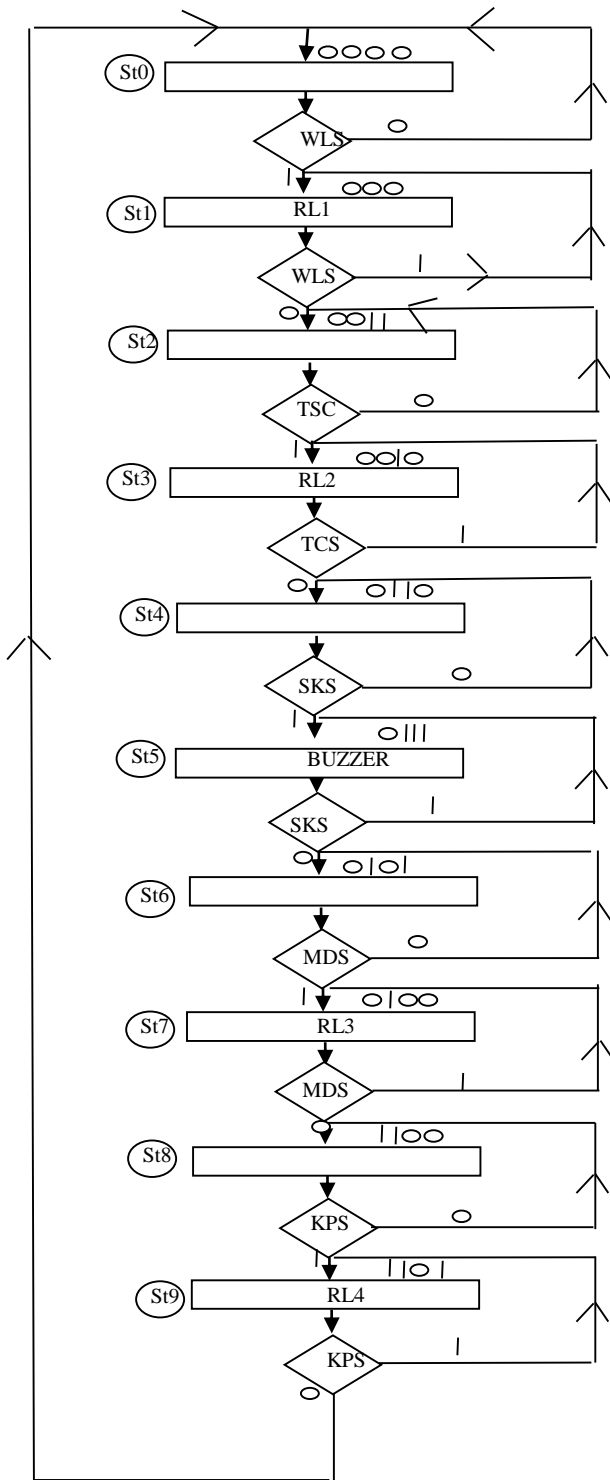 0000
St0
WLS 0
1 000
St1 RL1
WLS 1
0 0011
St2
TSC 0
1 0010
St3 RL2
TCS 1
0 0110
St4
SKS 0
1 0111
St5 BUZZER
SKS 1
0 0101
St6
MDS 0
1 0100
St7 RL3
MDS 1
0 1100
St8
KPS 0
1 1101
St9 RL4
KPS 1
0